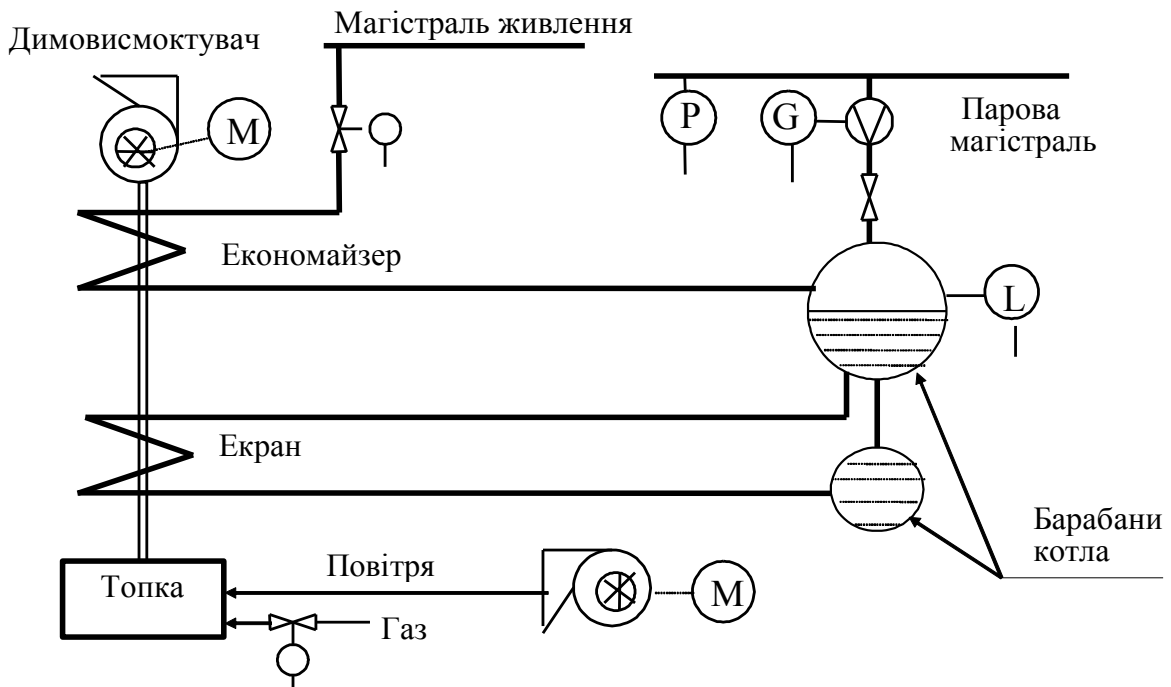 Магістраль живлення
Димовисмоктувач
M
P
G
Парова
магістраль
Економайзер
L
Екран
Барабани
котла
Топка
Повітря
M
Газ